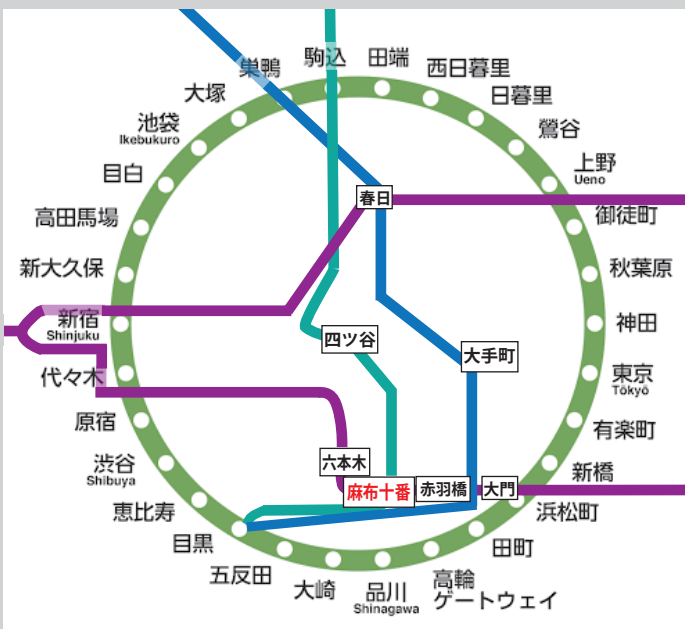 巣鴨
駒込
田端
西日暮里
日暮里
鶯谷
上野
Ueno
御徒町
秋葉原
神田
東京
Tōkyō
有楽町
新橋
浜松町
田町
高輪
ゲートウェイ
品川
Shinagawa
大崎
五反田
目黒
恵比寿
渋谷
Shibuya
原宿
代々木
新宿
Shinjuku
新大久保
高田馬場
目白
池袋
Ikebukuro
大塚
春日
四ツ谷
大手町
六本木
麻布十番
赤羽橋
大門